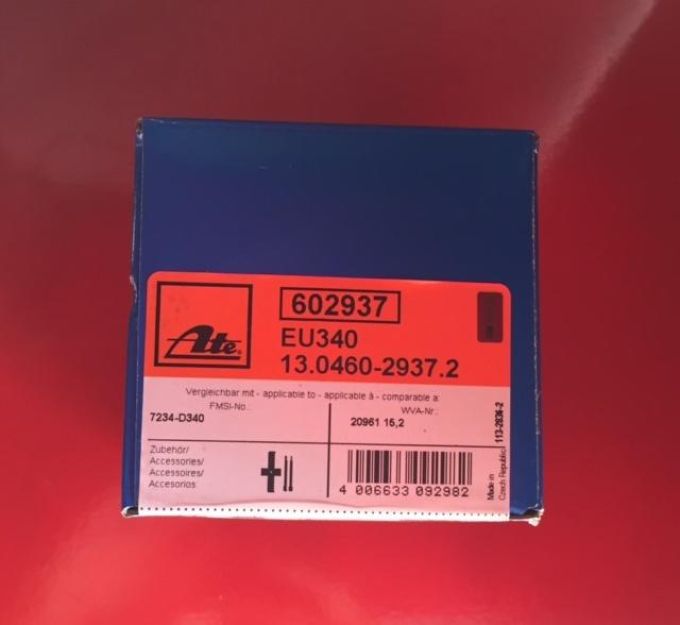 Ate
602937
EU340
13.0460-2937.2
Vergleichbar mit - applicable to - applicable à - comparable a:
FMSI-No.:
WVA-Nr.:
7234-D340
20961 15,2
Zubehör/
Accessories/
Accessoires/
Accesorios
4 006633 092982
Made in
Czech Republic
113-2836-2